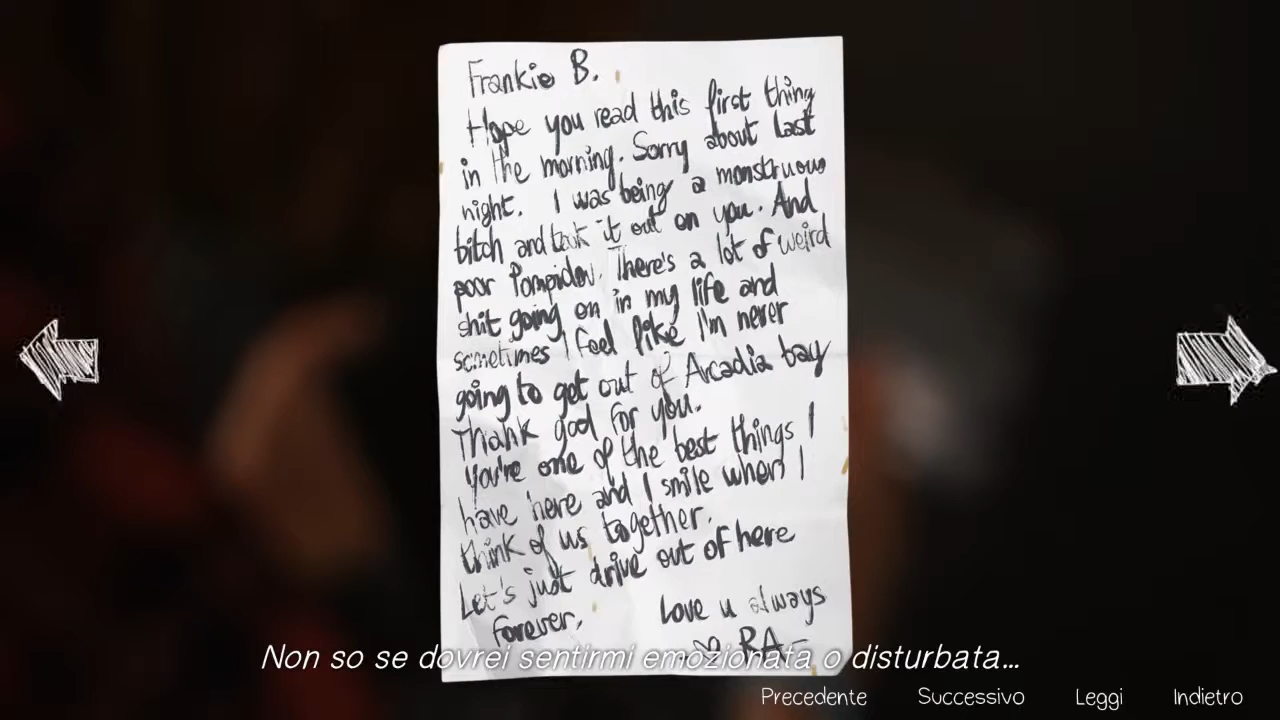 Frankie B.
Hope you read this first thing
in the morning. Sorry about last
night. I was being a monstruous
bitch and took it out on you. And
poor Pompidou. There's a lot of weird
shit going on in my life and
sometimes I feel like I'm never
going to get out of Arcadia bay
Thank god for you.
You're one of the best things I
have here and I smile when I
think of us together.
Let's just drive out of here
forever.
Love u always
- ♡ RA -
Non so se dovrei sentirmi emozionata o disturbata...
Precedente Successivo Leggi Indietro